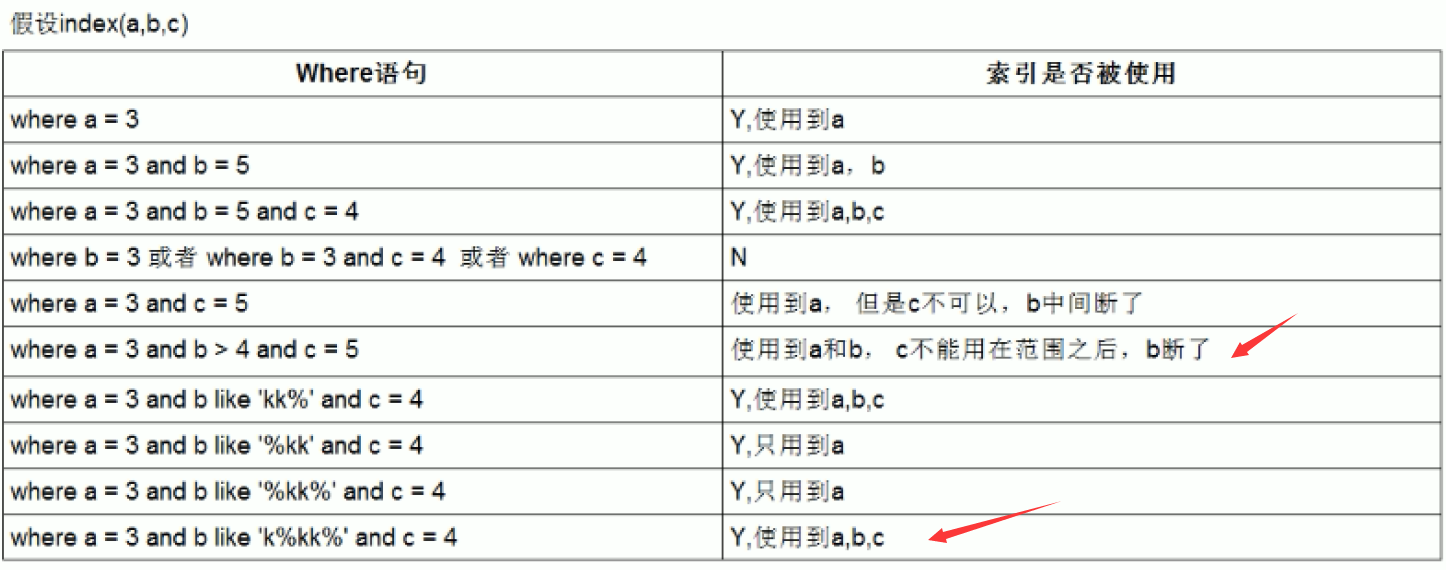 假设index(a,b,c)
Where语句 索引是否被使用
where a = 3 Y,使用到a
where a = 3 and b = 5 Y,使用到a，b
where a = 3 and b = 5 and c = 4 Y,使用到a,b,c
where b = 3 或者 where b = 3 and c = 4 或者 where c = 4 N
where a = 3 and c = 5 使用到a， 但是c不可以，b中间断了
where a = 3 and b > 4 and c = 5 使用到a和b， c不能用在范围之后，b断了
where a = 3 and b like 'kk%' and c = 4 Y,使用到a,b,c
where a = 3 and b like '%kk' and c = 4 Y,只用到a
where a = 3 and b like '%kk%' and c = 4 Y,只用到a
where a = 3 and b like 'k%kk%' and c = 4 Y,使用到a,b,c